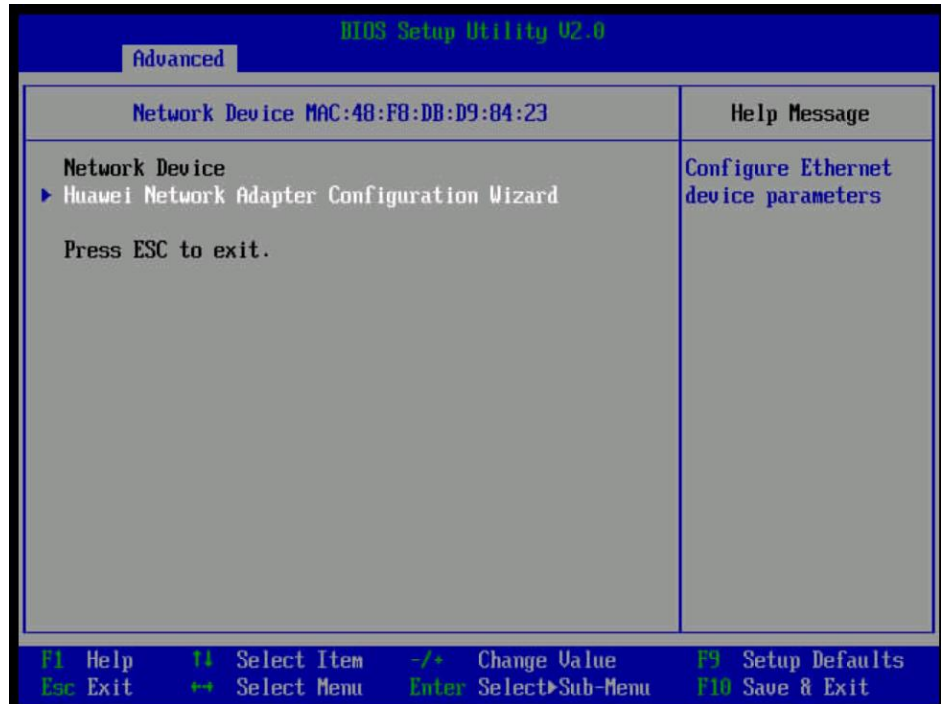 BIOS Setup Utility V2.0
Advanced
Network Device MAC:48:F8:DB:D9:84:23
Help Message
Network Device
Huawei Network Adapter Configuration Wizard
Press ESC to exit.
Configure Ethernet
device parameters
F1 Help ↑↓ Select Item -/+ Change Value F9 Setup Defaults
Esc Exit ←→ Select Menu Enter Select▶Sub-Menu F10 Save & Exit